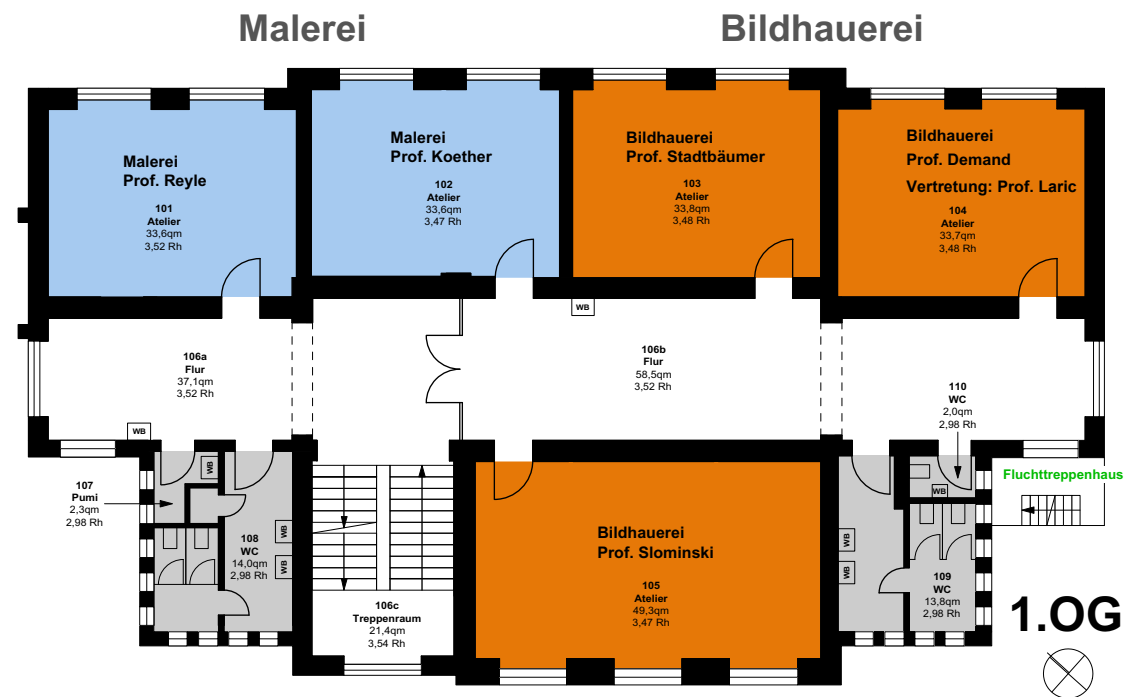 Malerei
Bildhauerei
Malerei
Prof. Reyle
101
Atelier
33,6qm
3,52 Rh
Malerei
Prof. Koether
102
Atelier
33,6qm
3,47 Rh
Bildhauerei
Prof. Stadtbäumer
103
Atelier
33,8qm
3,48 Rh
Bildhauerei
Prof. Demand
Vertretung: Prof. Laric
104
Atelier
33,7qm
3,48 Rh
WB
106a
Flur
37,1qm
3,52 Rh
106b
Flur
58,5qm
3,52 Rh
110
WC
2,0qm
2,98 Rh
WB
WB
107
Pumi
2,3qm
2,98 Rh
108
WC
14,0qm
2,98 Rh
WB
WB
106c
Treppenraum
21,4qm
3,54 Rh
Bildhauerei
Prof. Slominski
105
Atelier
49,3qm
3,47 Rh
WB
WB
WB
109
WC
13,8qm
2,98 Rh
Fluchttreppenhaus
1.OG